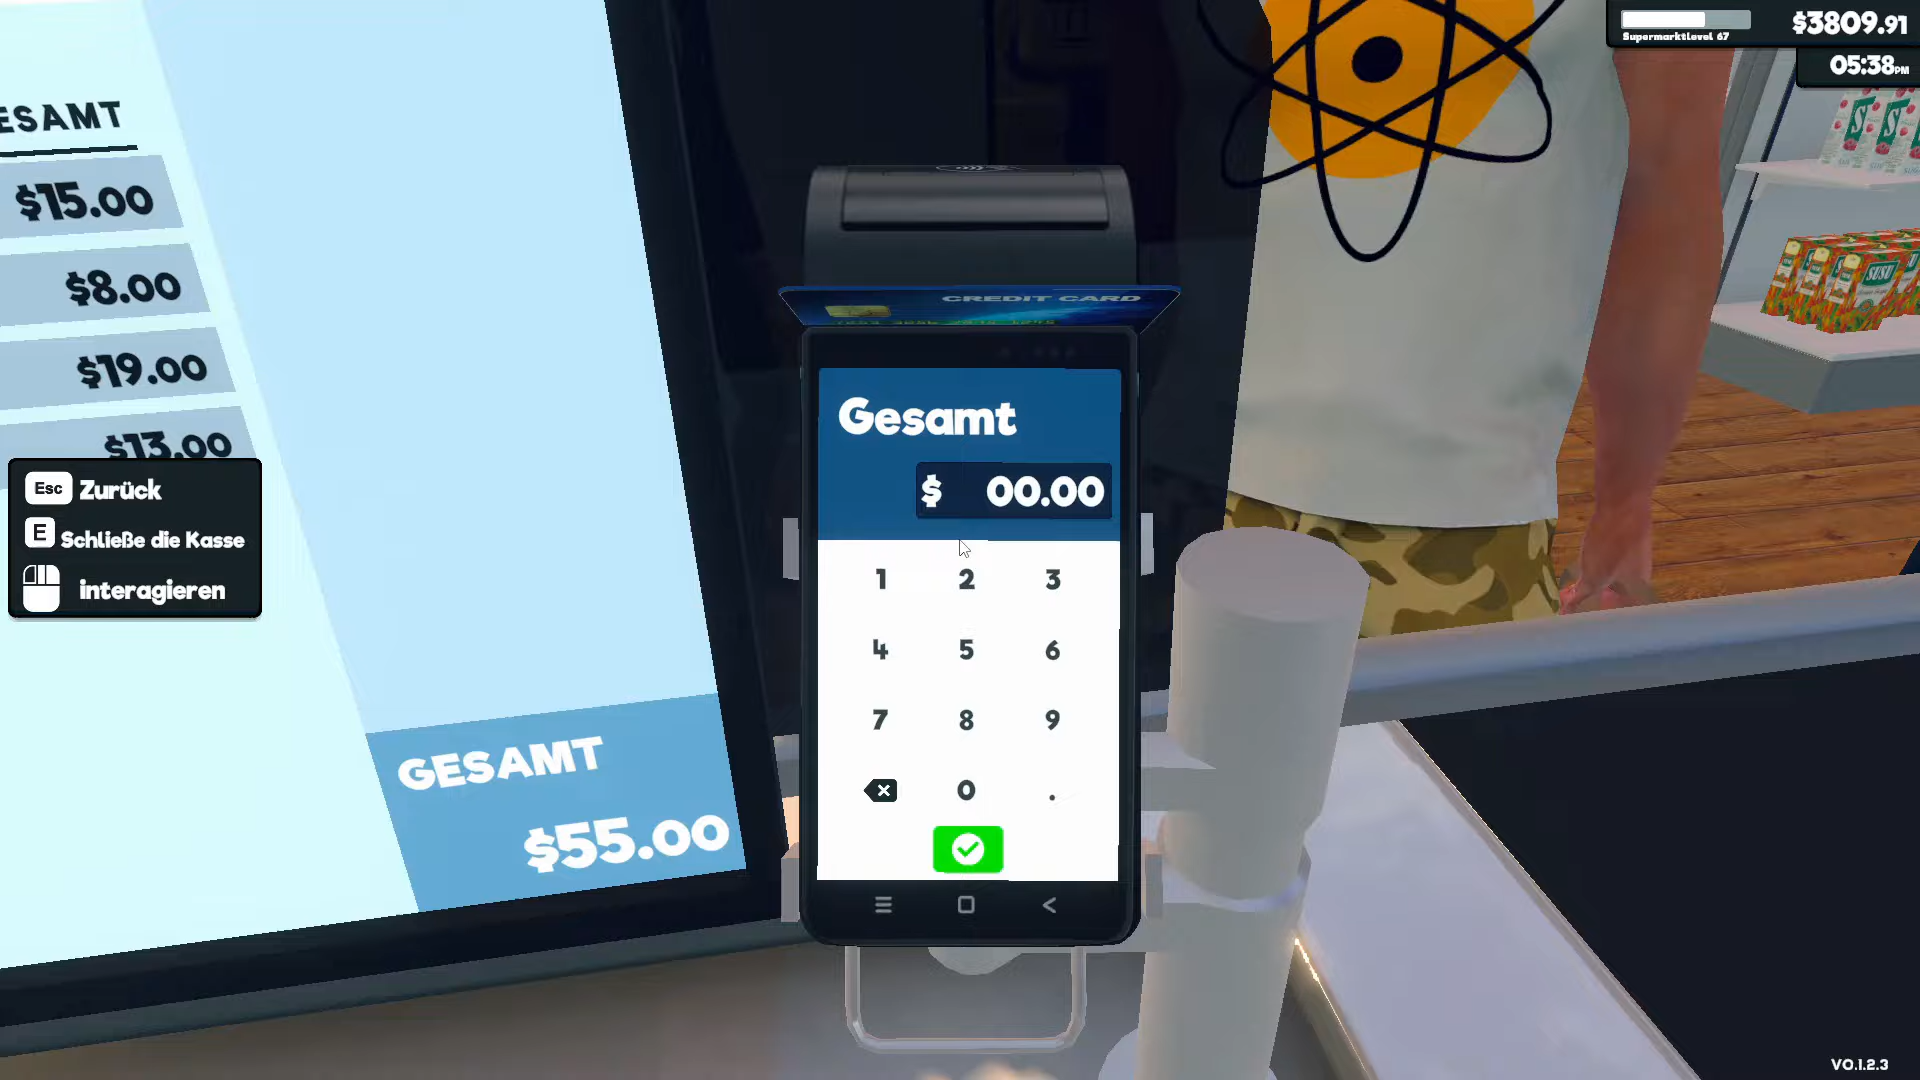 $3809.91
Supermarktlevel 67
05:38PM
ESAMT
$15.00
$8.00
$19.00
$13.00
Esc Zurück
E Schließe die Kasse
interagieren
GESAMT
$55.00
CREDIT CARD
Gesamt
$ 00.00
1 2 3
4 5 6
7 8 9
0 .
S
S
SUSU
V0.1.2.3